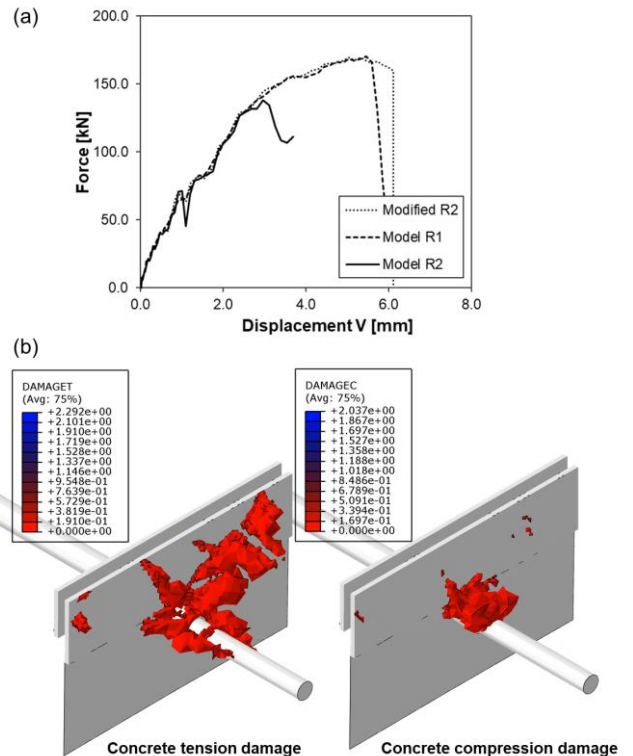 (a)
200.0
150.0
100.0
50.0
0.0
Force [kN]
Modified R2
Model R1
Model R2
0.0 2.0 4.0 6.0 8.0
Displacement V [mm]
(b)
DAMAGET
(Avg: 75%)
+2.292e+00
+2.101e+00
+1.910e+00
+1.719e+00
+1.528e+00
+1.337e+00
+1.146e+00
+9.548e-01
+7.639e-01
+5.729e-01
+3.819e-01
+1.910e-01
+0.000e+00
DAMAGEC
(Avg: 75%)
+2.037e+00
+1.867e+00
+1.697e+00
+1.527e+00
+1.358e+00
+1.188e+00
+1.018e+00
+8.486e-01
+6.789e-01
+5.091e-01
+3.394e-01
+1.697e-01
+0.000e+00
Concrete tension damage
Concrete compression damage